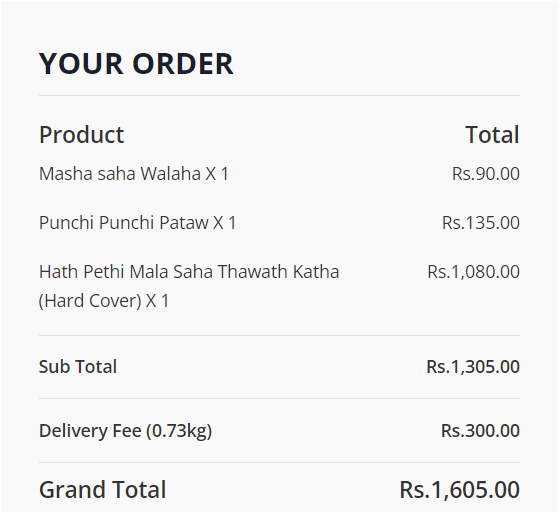 YOUR ORDER
Product Total
Masha saha Walaha X 1 Rs.90.00
Punchi Punchi Pataw X 1 Rs.135.00
Hath Pethi Mala Saha Thawath Katha Rs.1,080.00
(Hard Cover) X 1
Sub Total Rs.1,305.00
Delivery Fee (0.73kg) Rs.300.00
Grand Total Rs.1,605.00